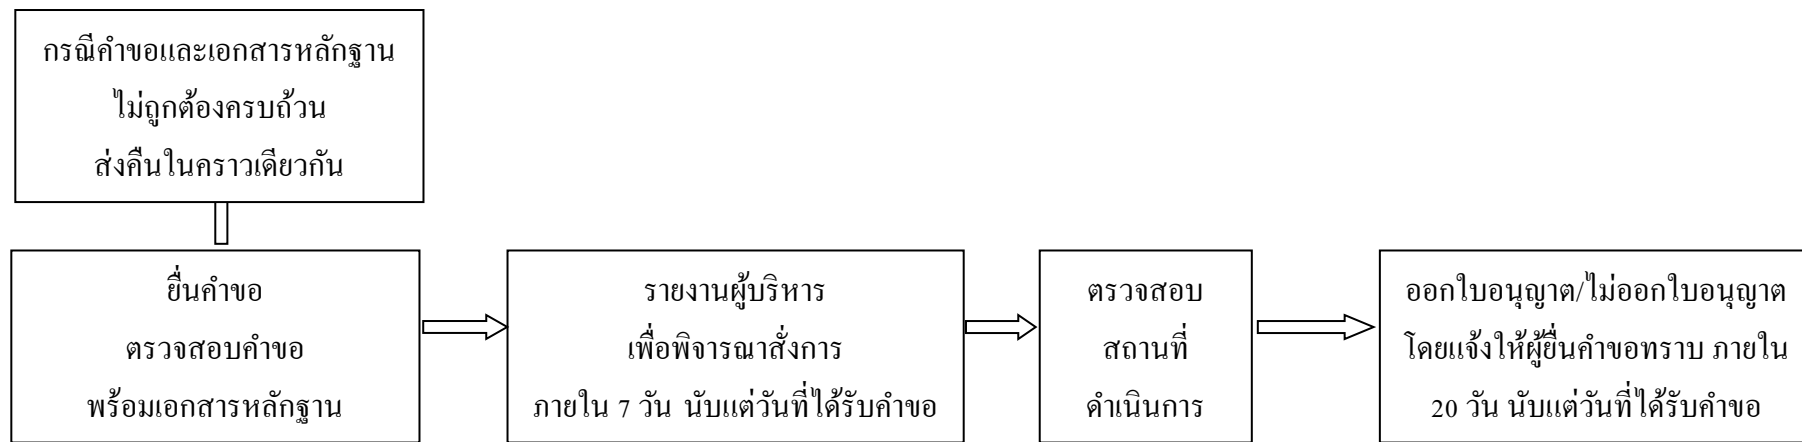 กรณีคำขอและเอกสารหลักฐาน
ไม่ถูกต้องครบถ้วน
ส่งคืนในคราวเดียวกัน
ยื่นคำขอ
ตรวจสอบคำขอ
พร้อมเอกสารหลักฐาน
รายงานผู้บริหาร
เพื่อพิจารณาสั่งการ
ภายใน 7 วัน นับแต่วันที่ได้รับคำขอ
ตรวจสอบ
สถานที่
ดำเนินการ
ออกใบอนุญาต/ไม่ออกใบอนุญาต
โดยแจ้งให้ผู้ยื่นคำขอทราบ ภายใน
20 วัน นับแต่วันที่ได้รับคำขอ